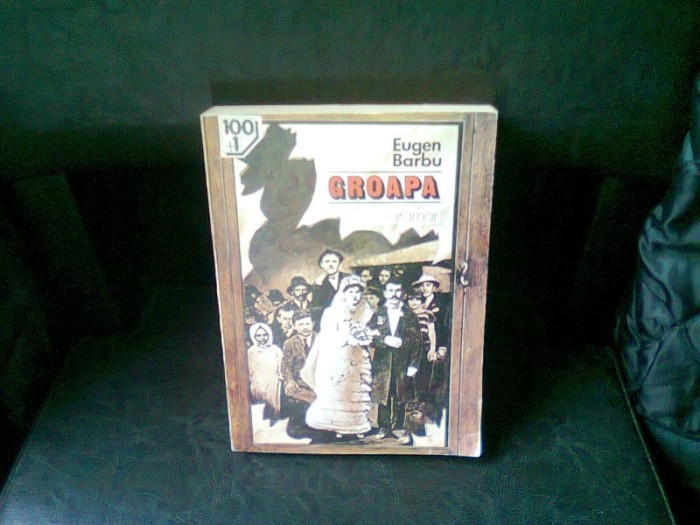 100
+1
Eugen
Barbu
GROAPA
gramar